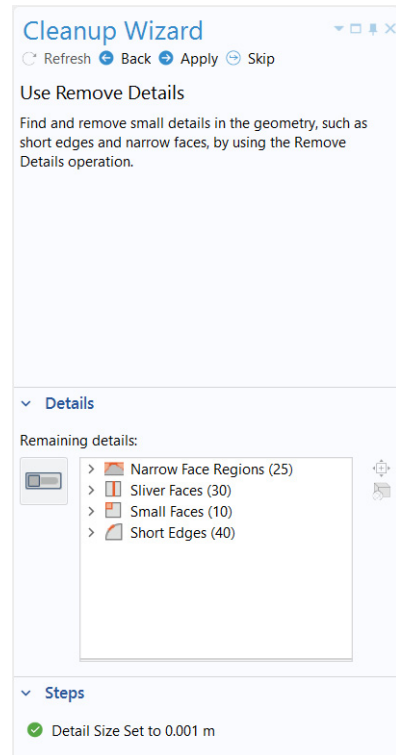 Cleanup Wizard
Refresh Back Apply Skip
Use Remove Details
Find and remove small details in the geometry, such as
short edges and narrow faces, by using the Remove
Details operation.
Details
Remaining details:
Narrow Face Regions (25)
Sliver Faces (30)
Small Faces (10)
Short Edges (40)
Steps
Detail Size Set to 0.001 m